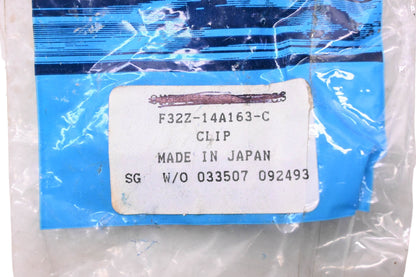 F32Z-14A163-C
CLIP
MADE IN JAPAN
SG W/O 033507 092493